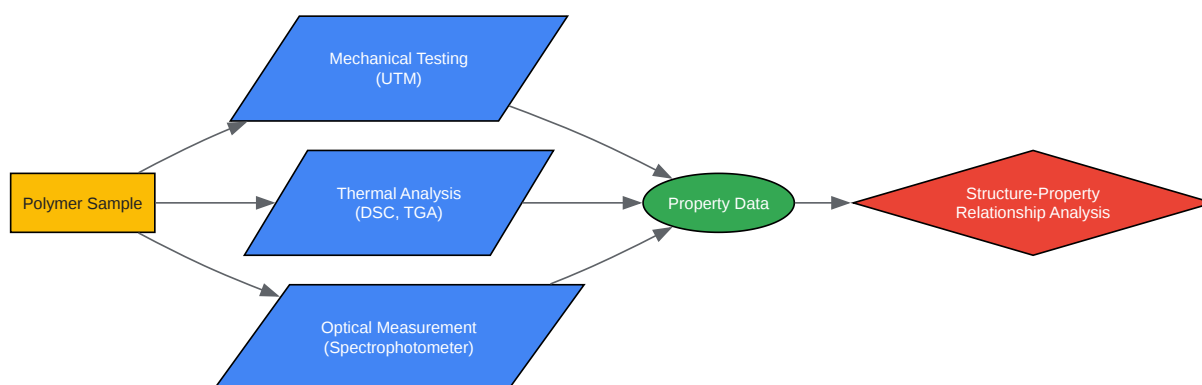 Mechanical Testing
(UTM)
Polymer Sample
Thermal Analysis
(DSC, TGA)
Property Data
Structure-Property
Relationship Analysis
Optical Measurement
(Spectrophotometer)